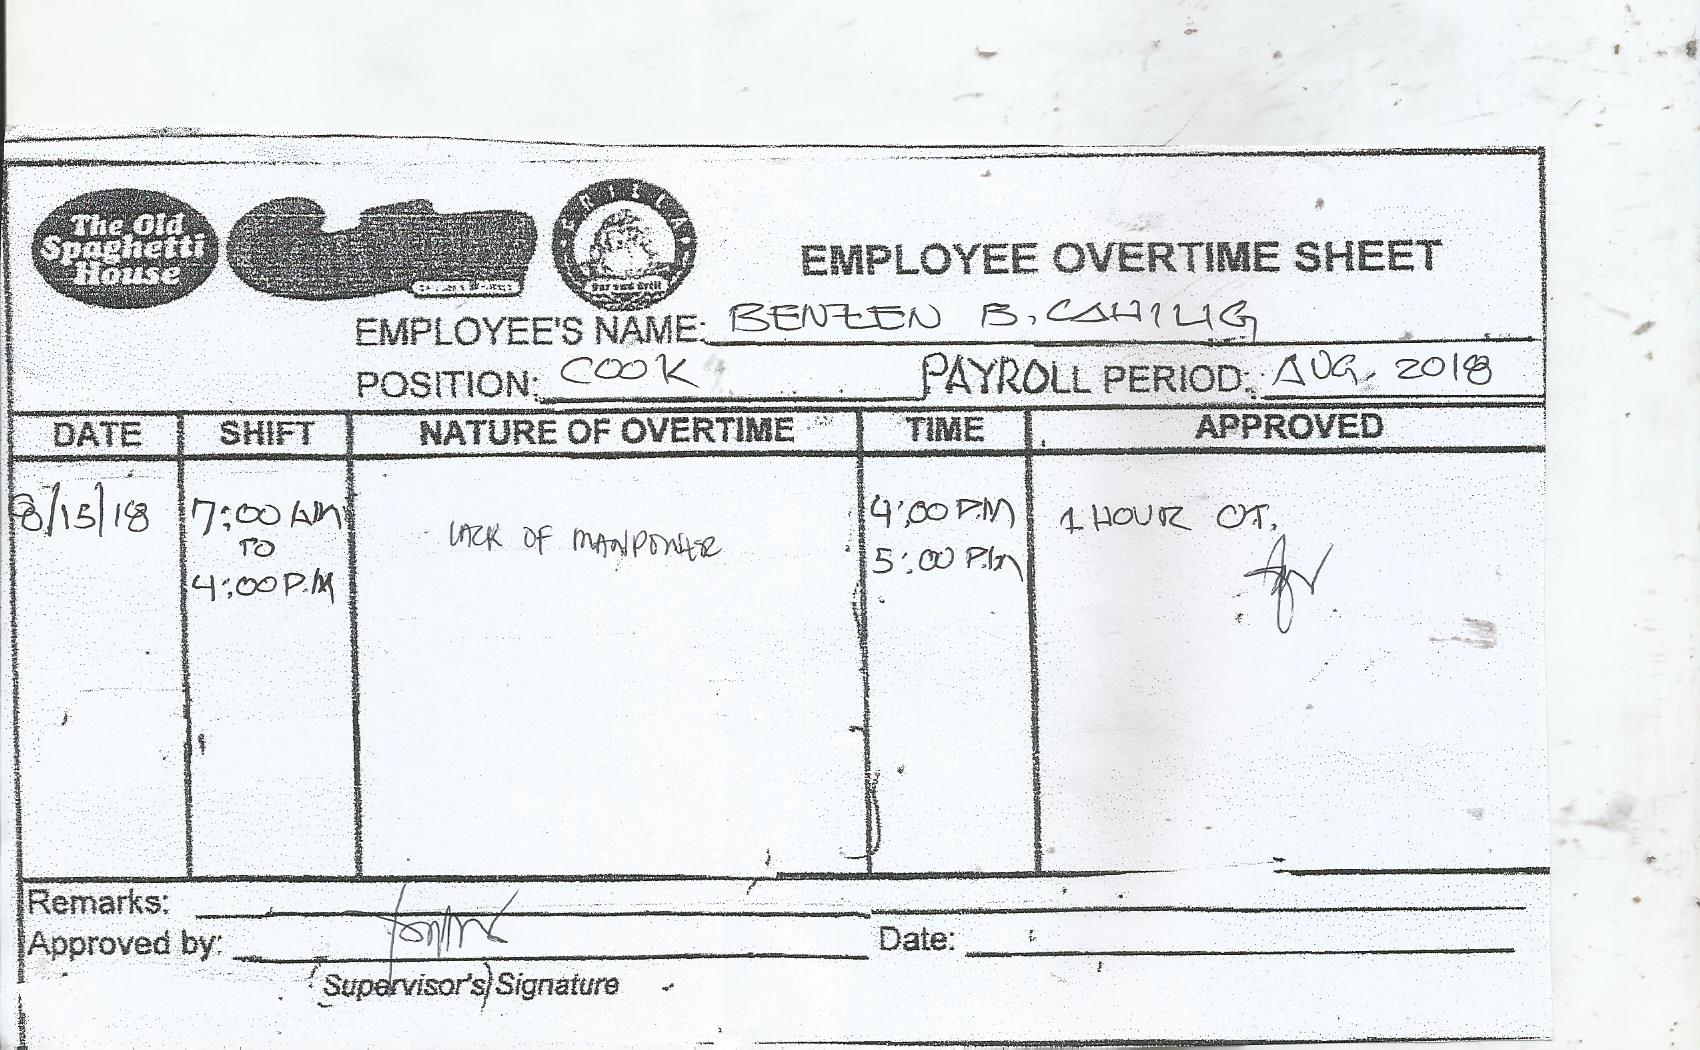 The Old
Spaghetti
House
EMPLOYEE OVERTIME SHEET
EMPLOYEE'S NAME: BENZEN B. CAHILIG
POSITION: COOK PAYROLL PERIOD: AUG. 2018
DATE SHIFT NATURE OF OVERTIME TIME APPROVED
8/15/18 7:00 AM 4:00 P.M 1 HOUR OT.
TO LACK OF MANPOWER
4:00 P.M 5:00 P.M
Remarks:
Approved by: Date:
(Supervisor's) Signature